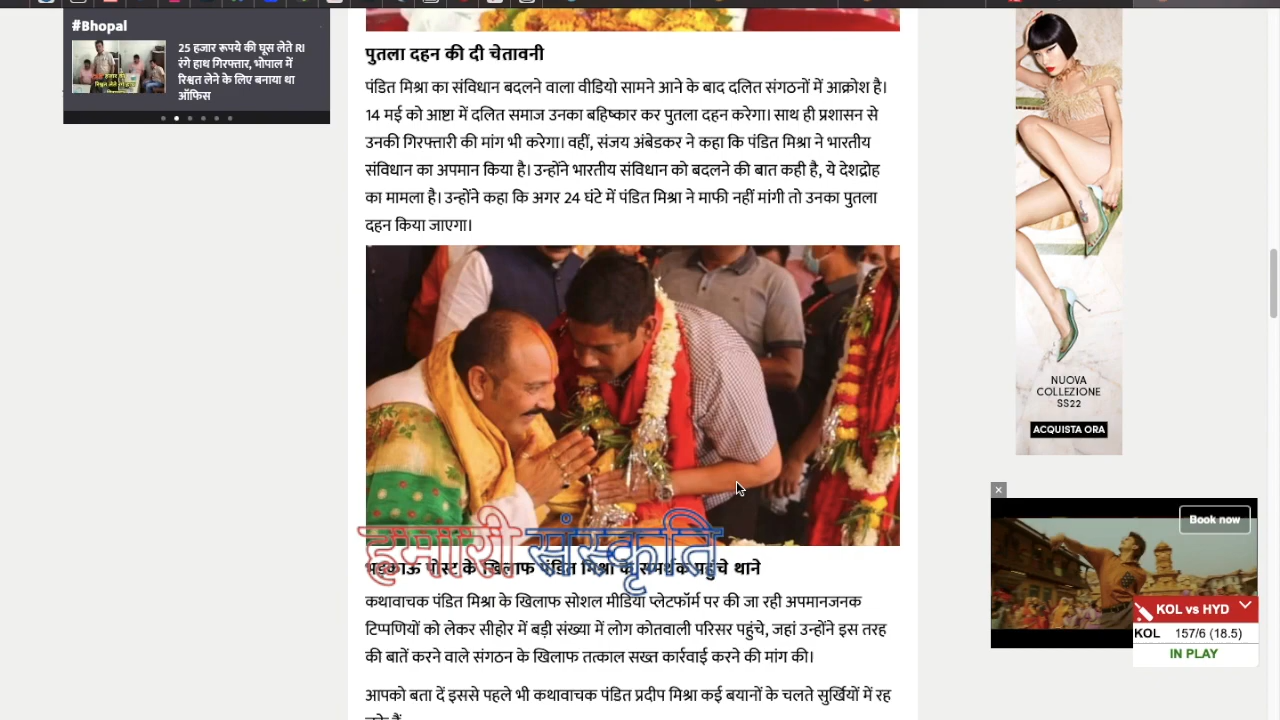 #Bhopal
25 हजार रूपये की घूस लेते RI
रंगे हाथ गिरफ्तार, भोपाल में
रिश्वत लेने के लिए बनाया था
ऑफिस
पुतला दहन की दी चेतावनी
पंडित मिश्रा का संविधान बदलने वाला वीडियो सामने आने के बाद दलित संगठनों में आक्रोश है।
14 मई को आष्टा में दलित समाज उनका बहिष्कार कर पुतला दहन करेगा। साथ ही प्रशासन से
उनकी गिरफ्तारी की मांग भी करेगा। वहीं, संजय अंबेडकर ने कहा कि पंडित मिश्रा ने भारतीय
संविधान का अपमान किया है। उन्होंने भारतीय संविधान को बदलने की बात कही है, ये देशद्रोह
का मामला है। उन्होंने कहा कि अगर 24 घंटे में पंडित मिश्रा ने माफी नहीं मांगी तो उनका पुतला
दहन किया जाएगा।
हमारी संस्कृति
भड़काऊ पोस्ट के खिलाफ पंडित मिश्रा के समर्थक पहुंचे थाने
कथावाचक पंडित मिश्रा के खिलाफ सोशल मीडिया प्लेटफॉर्म पर की जा रही अपमानजनक
टिप्पणियों को लेकर सीहोर में बड़ी संख्या में लोग कोतवाली परिसर पहुंचे, जहां उन्होंने इस तरह
की बातें करने वाले संगठन के खिलाफ तत्काल सख्त कार्रवाई करने की मांग की।
आपको बता दें इससे पहले भी कथावाचक पंडित प्रदीप मिश्रा कई बयानों के चलते सुर्खियों में रह
NUOVA
COLLEZIONE
SS22
ACQUISTA ORA
Book now
KOL vs HYD
KOL 157/6 (18.5)
IN PLAY